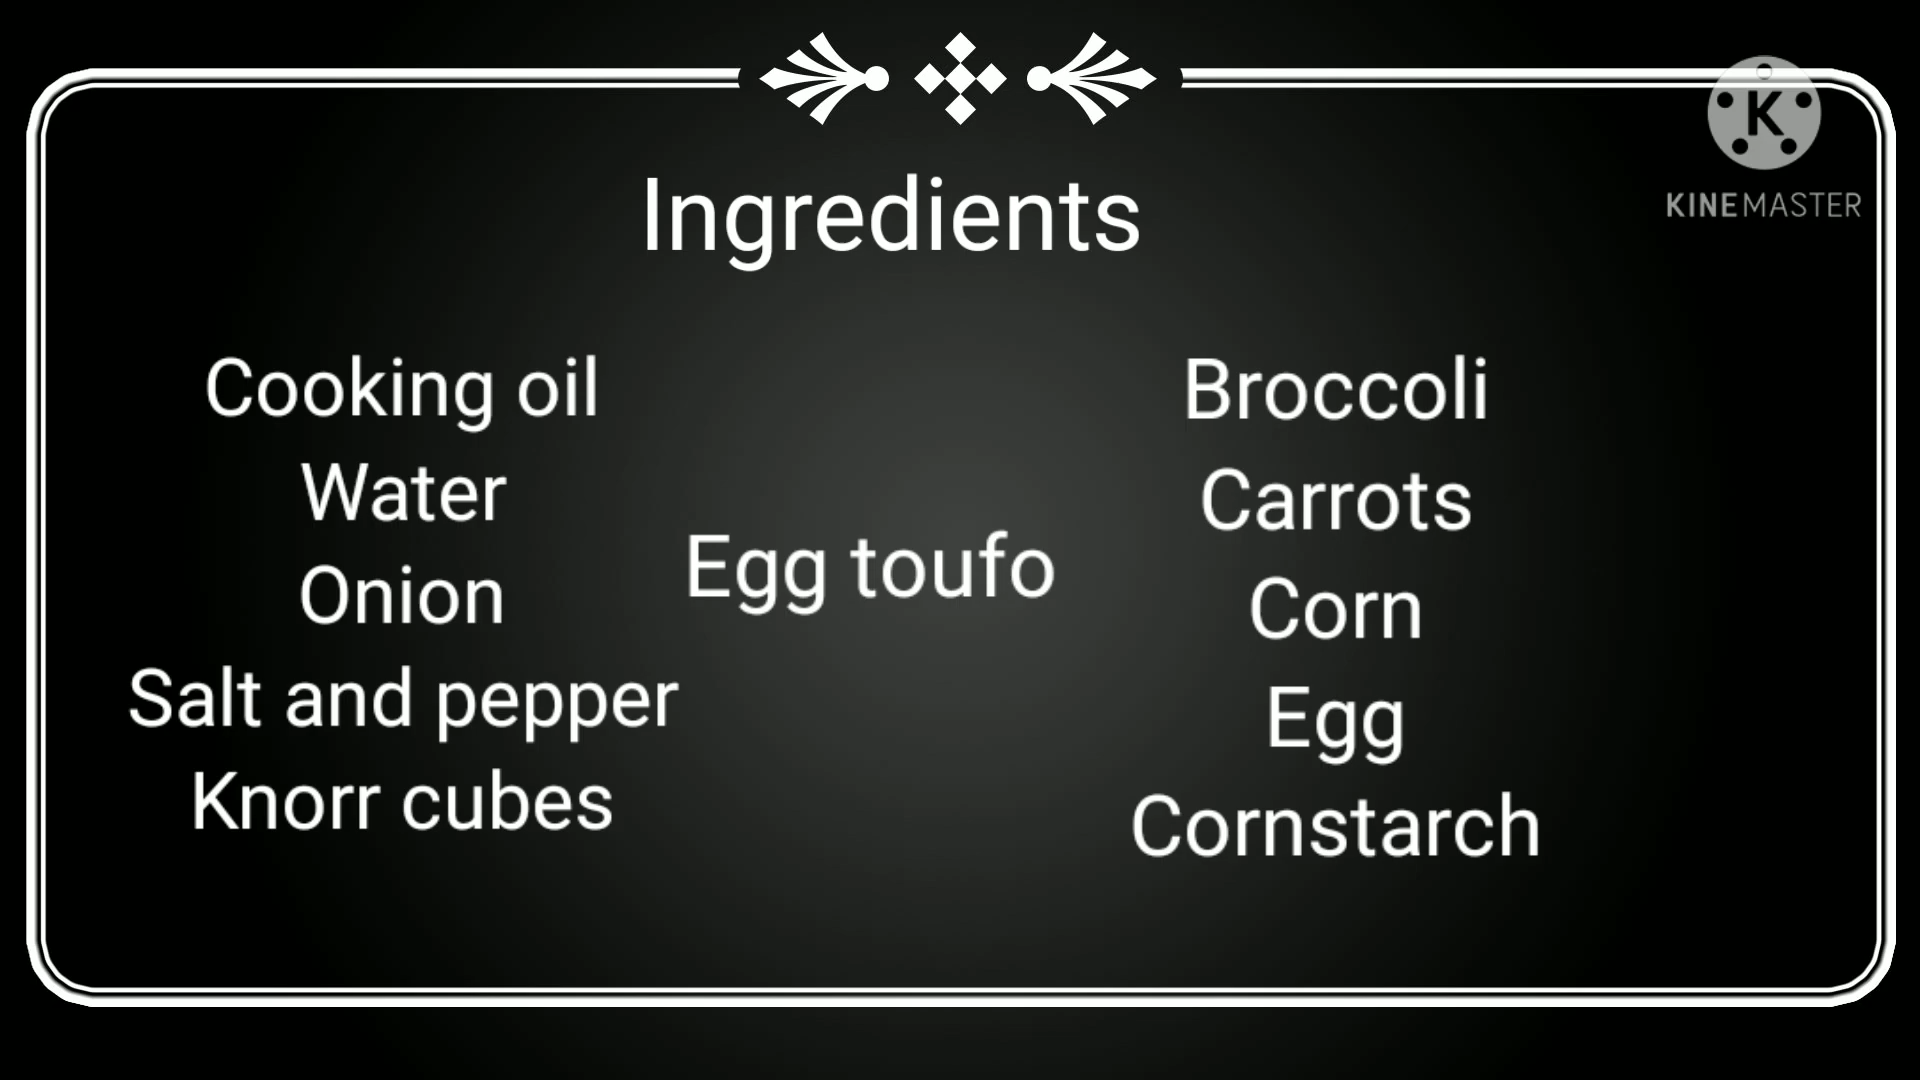 KINEMASTER
Ingredients
Cooking oil
Water
Onion
Salt and pepper
Knorr cubes
Egg toufo
Broccoli
Carrots
Corn
Egg
Cornstarch